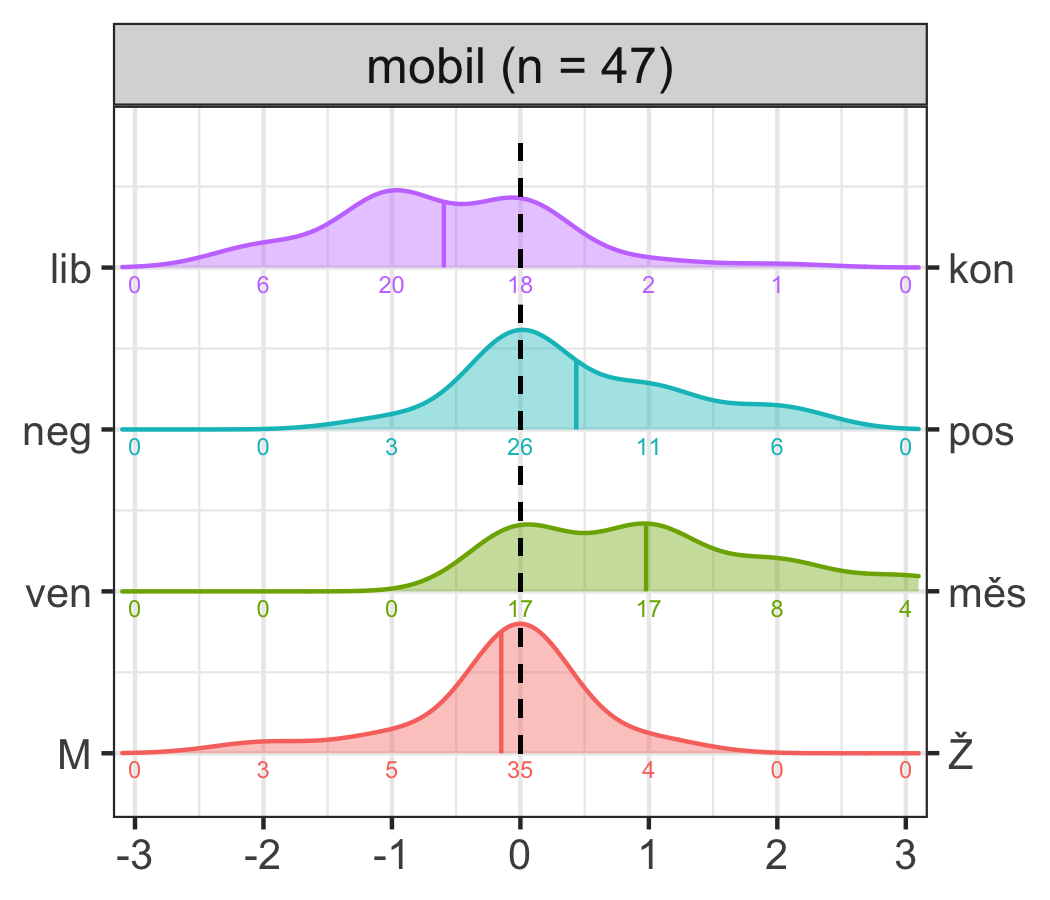 mobil (n = 47)
lib kon
0 6 20 18 2 1 0
neg pos
0 0 3 26 11 6 0
ven měs
0 0 0 17 17 8 4
M Ž
0 3 5 35 4 0 0
-3 -2 -1 0 1 2 3